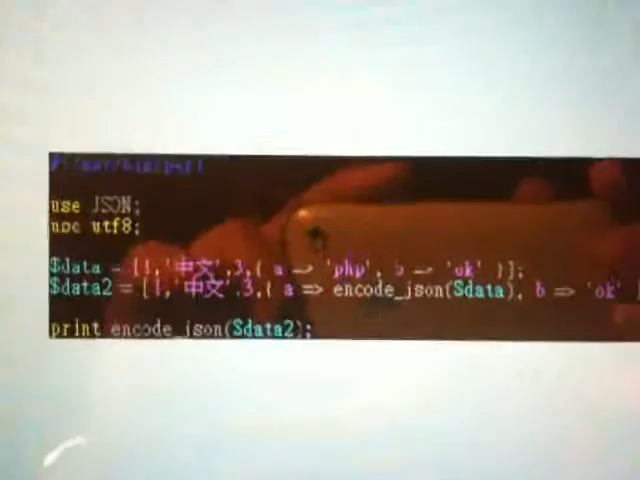 #!/usr/bin/perl
use JSON;
use utf8;
$data = [1,'中文',3,{ a => 'php', b => 'ok' }];
$data2 = [1,'中文',3,{ a => encode_json($data), b => 'ok'
print encode_json($data2);